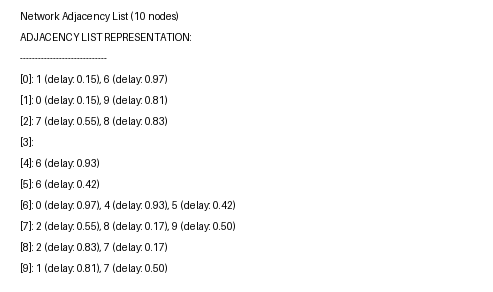 Network Adjacency List (10 nodes)
ADJACENCY LIST REPRESENTATION:
------------------------------
[0]: 1 (delay: 0.15), 6 (delay: 0.97)
[1]: 0 (delay: 0.15), 9 (delay: 0.81)
[2]: 7 (delay: 0.55), 8 (delay: 0.83)
[3]:
[4]: 6 (delay: 0.93)
[5]: 6 (delay: 0.42)
[6]: 0 (delay: 0.97), 4 (delay: 0.93), 5 (delay: 0.42)
[7]: 2 (delay: 0.55), 8 (delay: 0.17), 9 (delay: 0.50)
[8]: 2 (delay: 0.83), 7 (delay: 0.17)
[9]: 1 (delay: 0.81), 7 (delay: 0.50)